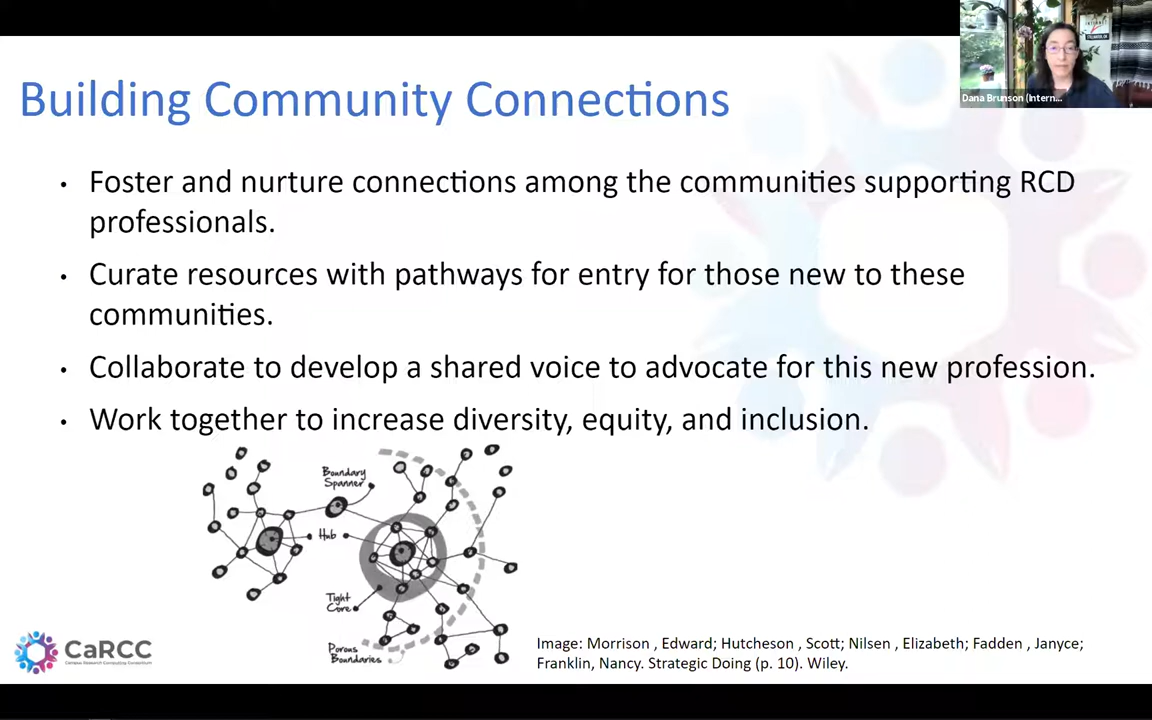 Building Community Connections
Dana Brunson (Intern...
• Foster and nurture connections among the communities supporting RCD
professionals.
• Curate resources with pathways for entry for those new to these
communities.
• Collaborate to develop a shared voice to advocate for this new profession.
• Work together to increase diversity, equity, and inclusion.
Boundary
Spanner
Hub
Tight
Core
Porous
Boundaries
CaRCC
Campus Research Computing Consortium
Image: Morrison , Edward; Hutcheson , Scott; Nilsen , Elizabeth; Fadden , Janyce;
Franklin, Nancy. Strategic Doing (p. 10). Wiley.